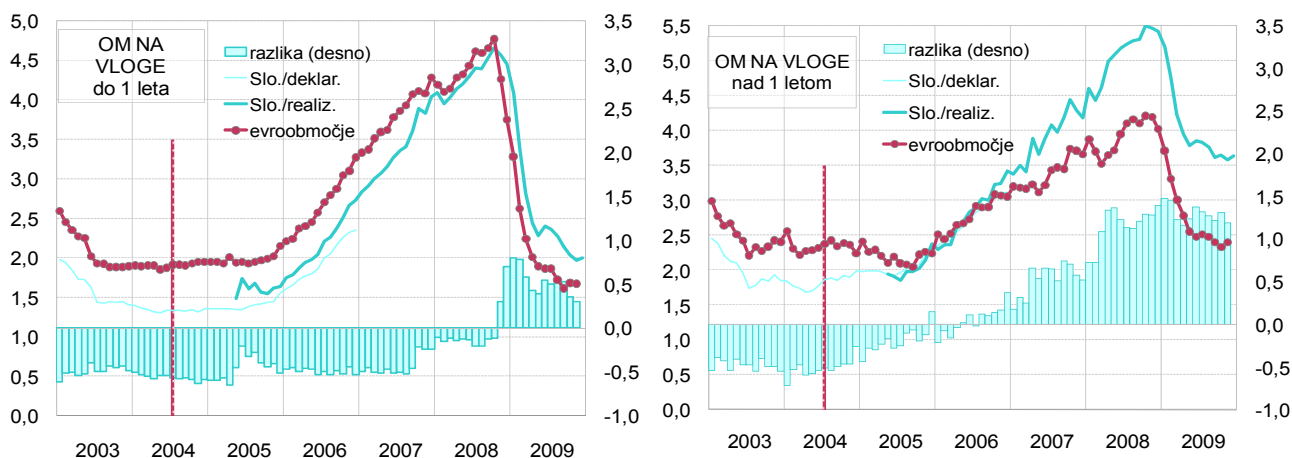 OM NA
VLOGE
do 1 leta
razlika (desno)
Slo./deklar.
Slo./realiz.
evroobmočje
5,0
4,5
4,0
3,5
3,0
2,5
2,0
1,5
1,0
0,5
0,0
3,5
3,0
2,5
2,0
1,5
1,0
0,5
0,0
-0,5
-1,0
2003 2004 2005 2006 2007 2008 2009
OM NA VLOGE
nad 1 letom
razlika (desno)
Slo./deklar.
Slo./realiz.
evroobmočje
5,5
5,0
4,5
4,0
3,5
3,0
2,5
2,0
1,5
1,0
0,5
0,0
3,5
3,0
2,5
2,0
1,5
1,0
0,5
0,0
-0,5
-1,0
2003 2004 2005 2006 2007 2008 2009